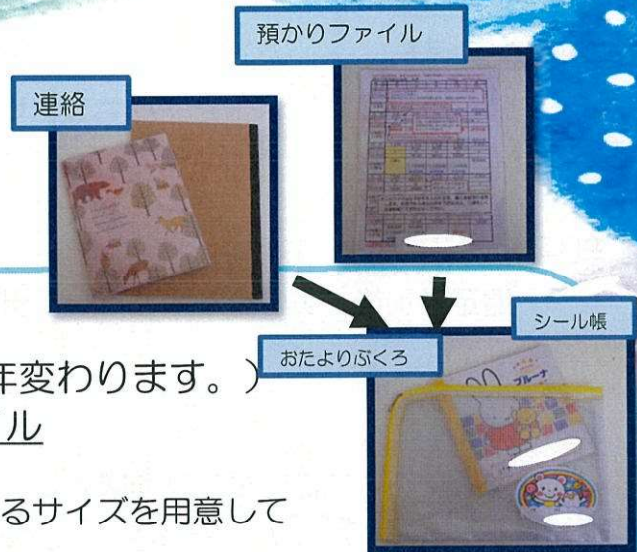 預かりファイル
連絡
シール帳
おたよりぶくろ
年変わります。)
ル
るサイズを用意して
ブルーナ